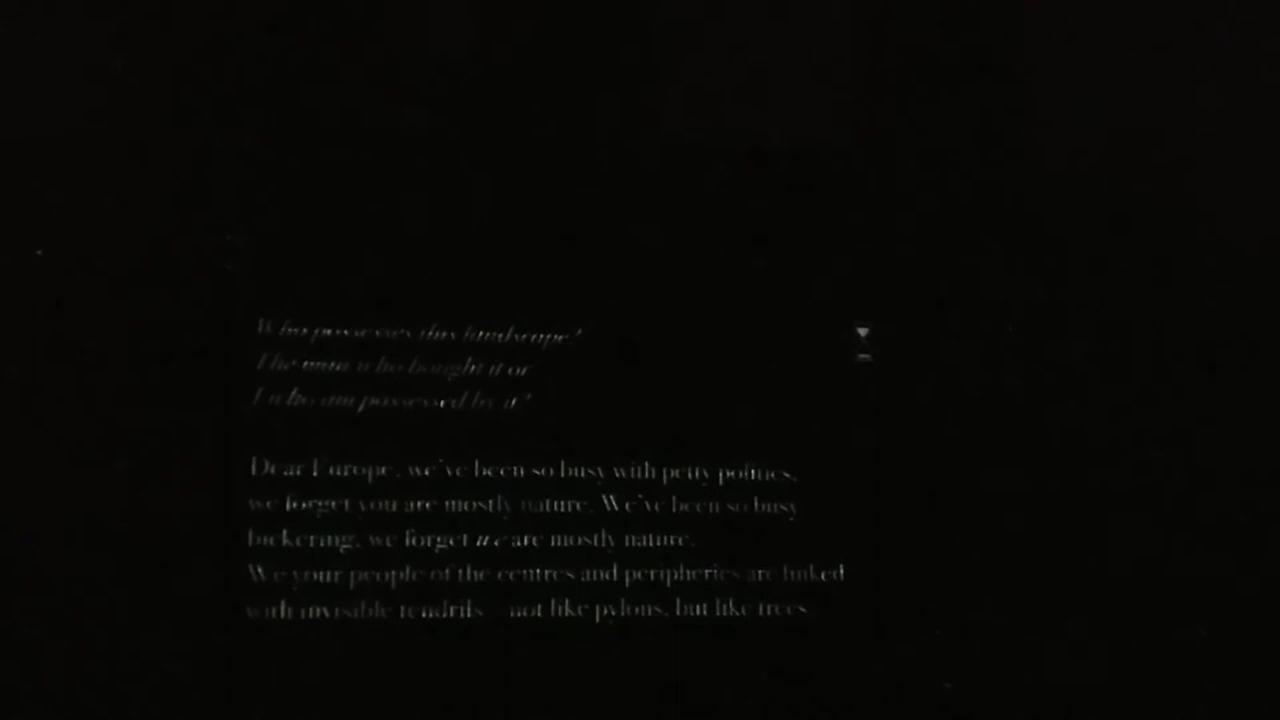 Who possesses this landscape?
The man who bought it or
I who am possessed by it?
Dear Europe, we've been so busy with petty politics,
we forget you are mostly nature. We've been so busy
bickering, we forget we are mostly nature.
We your people of the centres and peripheries are linked
with invisible tendrils – not like pylons, but like trees